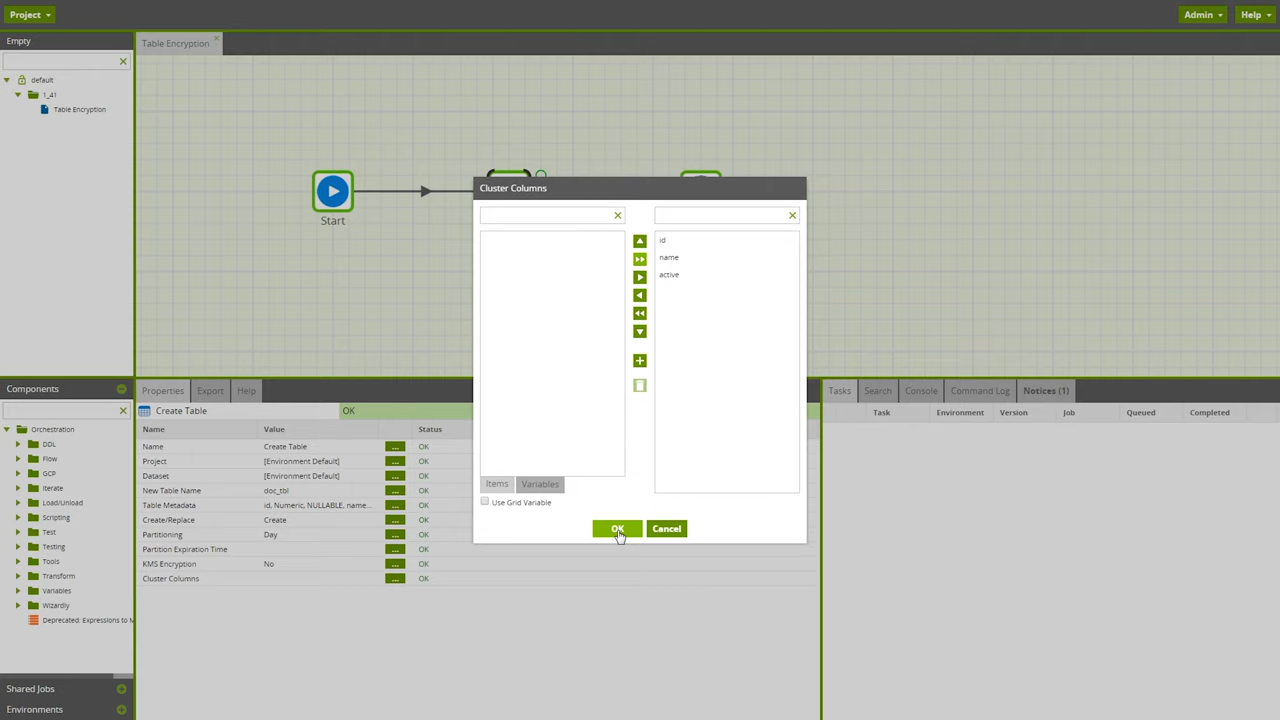 Project
Admin
Help
Empty
Table Encryption
default
1_41
Table Encryption
Start
Cluster Columns
id
name
active
Items
Variables
Use Grid Variable
OK
Cancel
Components
Orchestration
DDL
Flow
GCP
Iterate
Load/Unload
Scripting
Test
Testing
Tools
Transform
Variables
Wizardly
Deprecated: Expressions to M
Shared Jobs
Environments
Properties
Export
Help
Create Table
OK
Name Value Status
Name Create Table ... OK
Project [Environment Default] ... OK
Dataset [Environment Default] ... OK
New Table Name doc_tbl ... OK
Table Metadata id, Numeric, NULLABLE, name... ... OK
Create/Replace Create ... OK
Partitioning Day ... OK
Partition Expiration Time ... OK
KMS Encryption No ... OK
Cluster Columns ... OK
Tasks
Search
Console
Command Log
Notices (1)
Task Environment Version Job Queued Completed